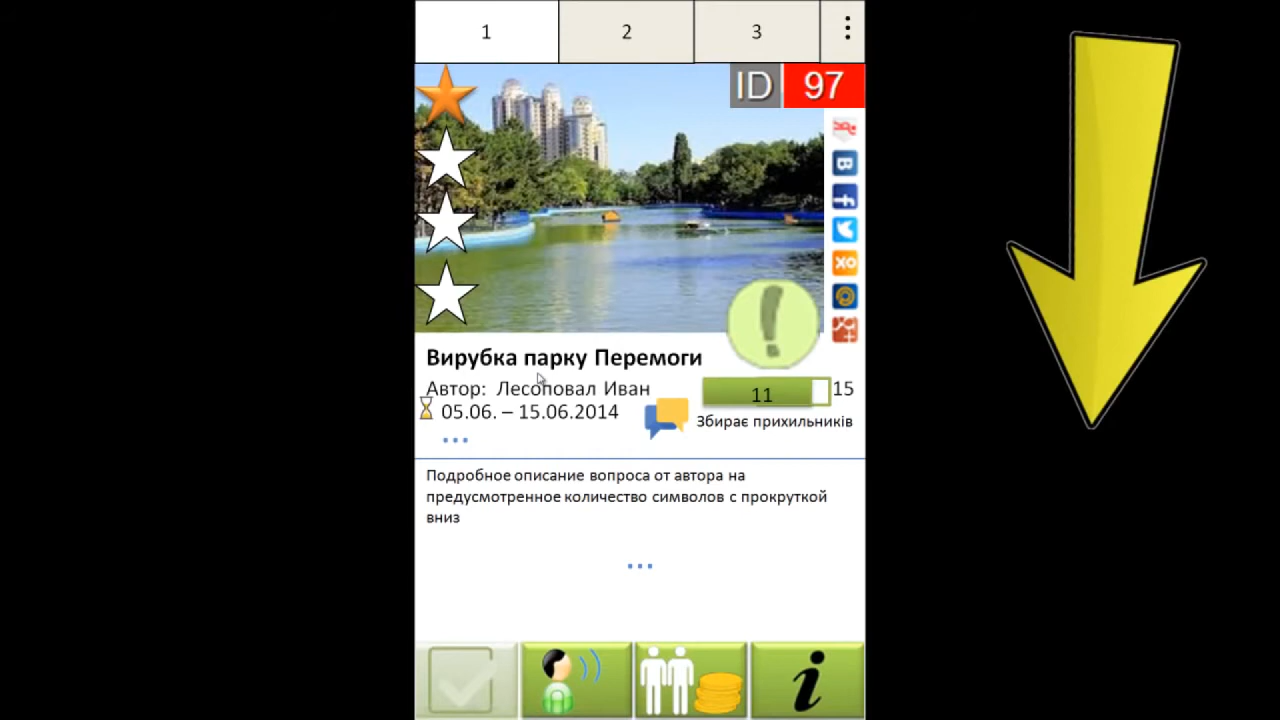 1
2
3
ID 97
Вирубка парку Перемоги
Автор: Лесоповал Иван
05.06. – 15.06.2014
11
15
Збирає прихильників
Подробное описание вопроса от автора на
предусмотренное количество символов с прокруткой
вниз